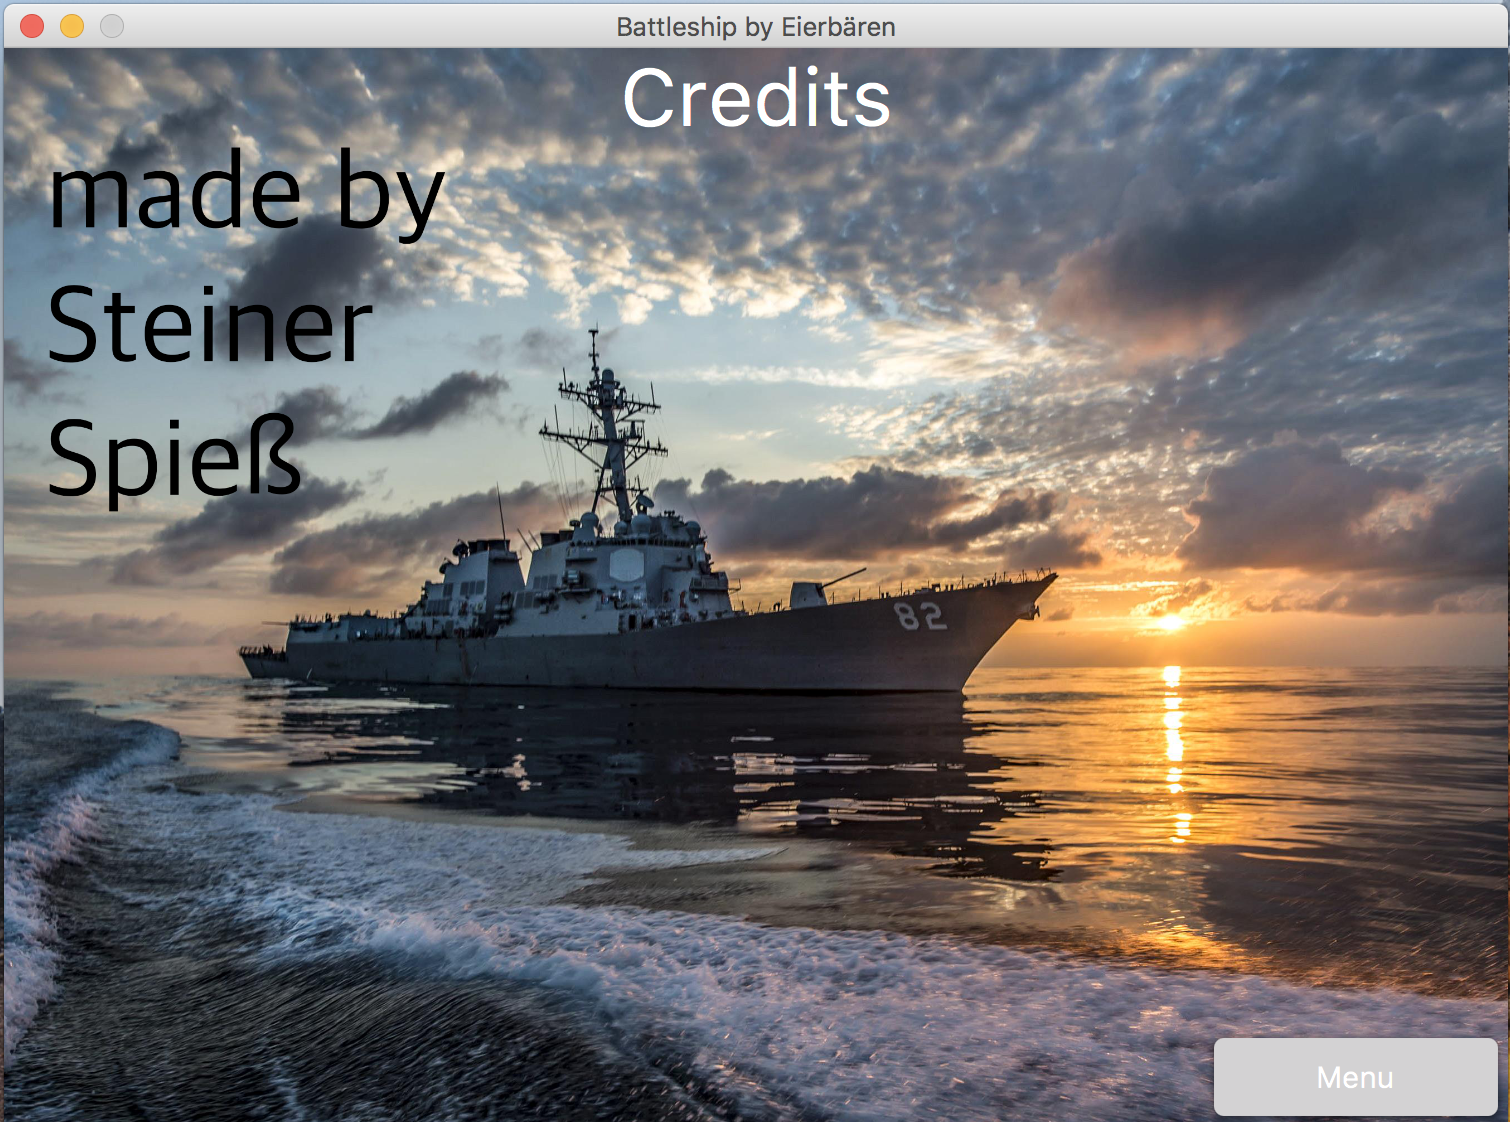 Battleship by Eierbären
Credits
made by
Steiner
Spieß
82
Menu